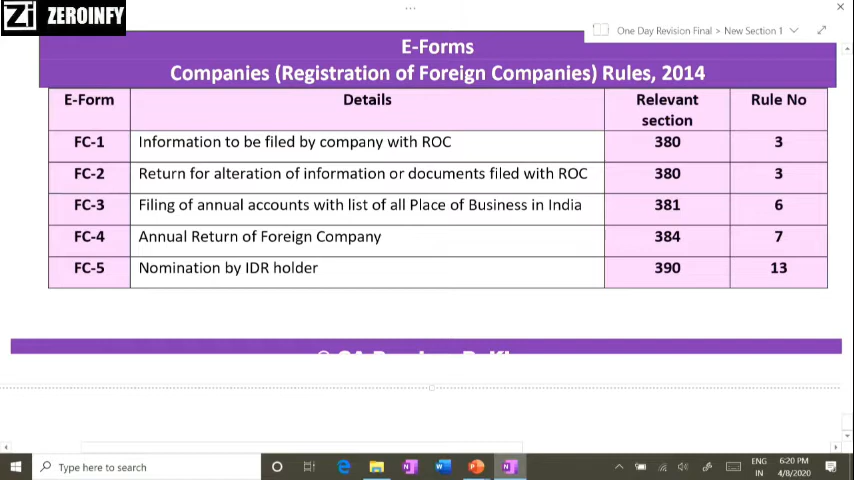 Zi ZEROINFY
One Day Revision Final > New Section 1
E-Forms
Companies (Registration of Foreign Companies) Rules, 2014
E-Form Details Relevant section Rule No
FC-1 Information to be filed by company with ROC 380 3
FC-2 Return for alteration of information or documents filed with ROC 380 3
FC-3 Filing of annual accounts with list of all Place of Business in India 381 6
FC-4 Annual Return of Foreign Company 384 7
FC-5 Nomination by IDR holder 390 13
Type here to search
ENG 6:20 PM
IN 4/8/2020